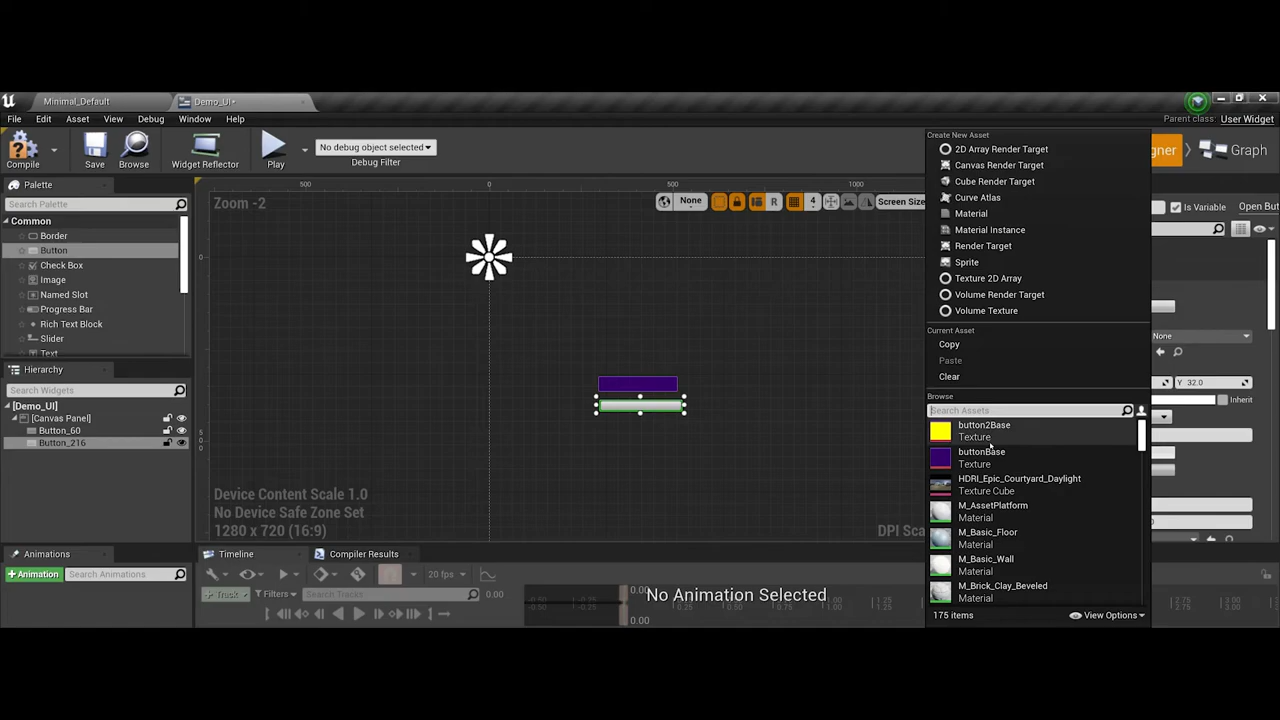 Minimal_Default
Demo_UI*
File
Edit
Asset
View
Debug
Window
Help
Parent class:
User Widget
Compile
Save
Browse
Widget Reflector
Play
No debug object selected
Debug Filter
Graph
Palette
Search Palette
Common
Border
Button
Check Box
Image
Named Slot
Progress Bar
Rich Text Block
Slider
Text
Hierarchy
Search Widgets
[Demo_UI]
[Canvas Panel]
Button_60
Button_216
500
0
500
1000
Zoom -2
None
R
4
Screen Size
0
5
0
0
Device Content Scale 1.0
No Device Safe Zone Set
1280 x 720 (16:9)
DPI Sca
Create New Asset
2D Array Render Target
Canvas Render Target
Cube Render Target
Curve Atlas
Material
Material Instance
Render Target
Sprite
Texture 2D Array
Volume Render Target
Volume Texture
Current Asset
Copy
Paste
Clear
Browse
Search Assets
button2Base
Texture
buttonBase
Texture
HDRI_Epic_Courtyard_Daylight
Texture Cube
M_AssetPlatform
Material
M_Basic_Floor
Material
M_Basic_Wall
Material
M_Brick_Clay_Beveled
Material
175 items
View Options
Is Variable
Open But
None
Y 32.0
Inherit
Animations
+Animation
Search Animations
Timeline
Compiler Results
20 fps
+Track
Filters
Search Tracks
0.00
0.00
0.00
No Animation Selected